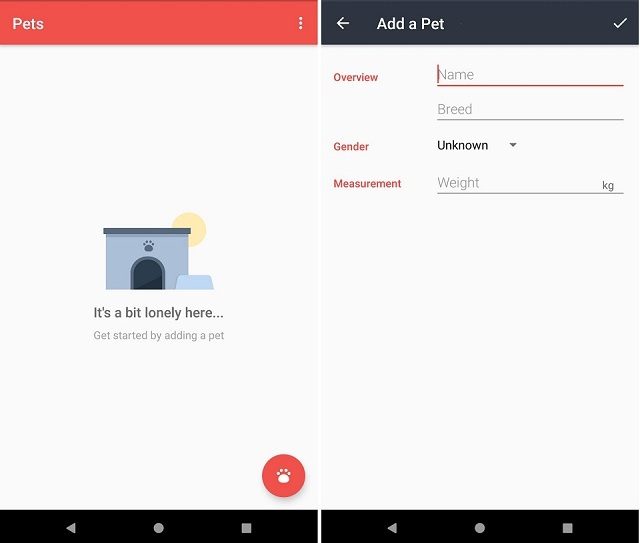 Pets
It's a bit lonely here...
Get started by adding a pet
Add a Pet
Overview
Name
Breed
Gender
Unknown
Measurement
Weight
kg